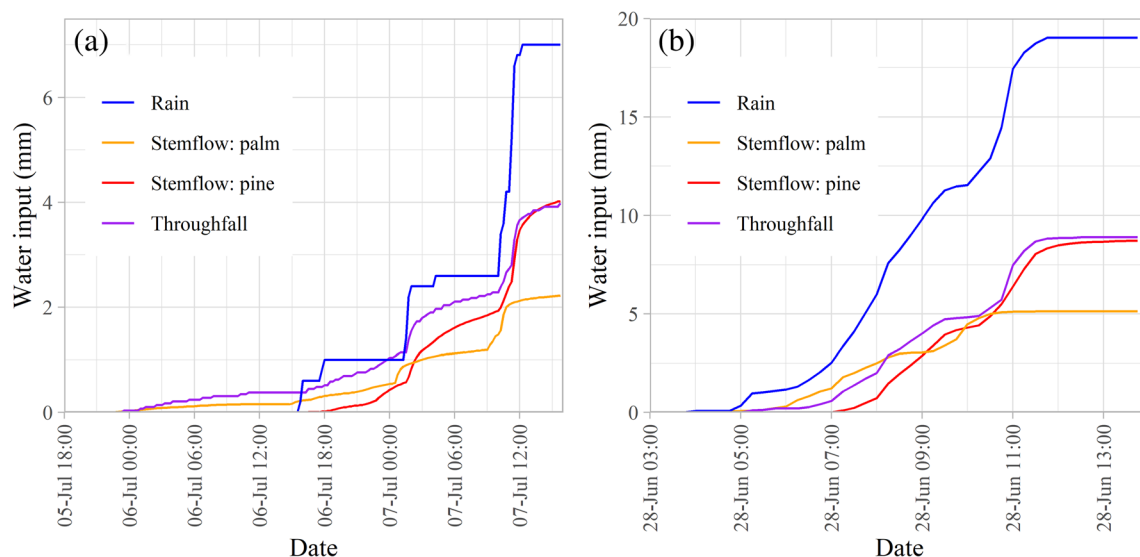 (a)
Water input (mm)
6
4
2
0
Rain
Stemflow: palm
Stemflow: pine
Throughfall
05-Jul 18:00
06-Jul 00:00
06-Jul 06:00
06-Jul 12:00
06-Jul 18:00
07-Jul 00:00
07-Jul 06:00
07-Jul 12:00
Date
(b)
Water input (mm)
20
15
10
5
0
Rain
Stemflow: palm
Stemflow: pine
Throughfall
28-Jun 03:00
28-Jun 05:00
28-Jun 07:00
28-Jun 09:00
28-Jun 11:00
28-Jun 13:00
Date